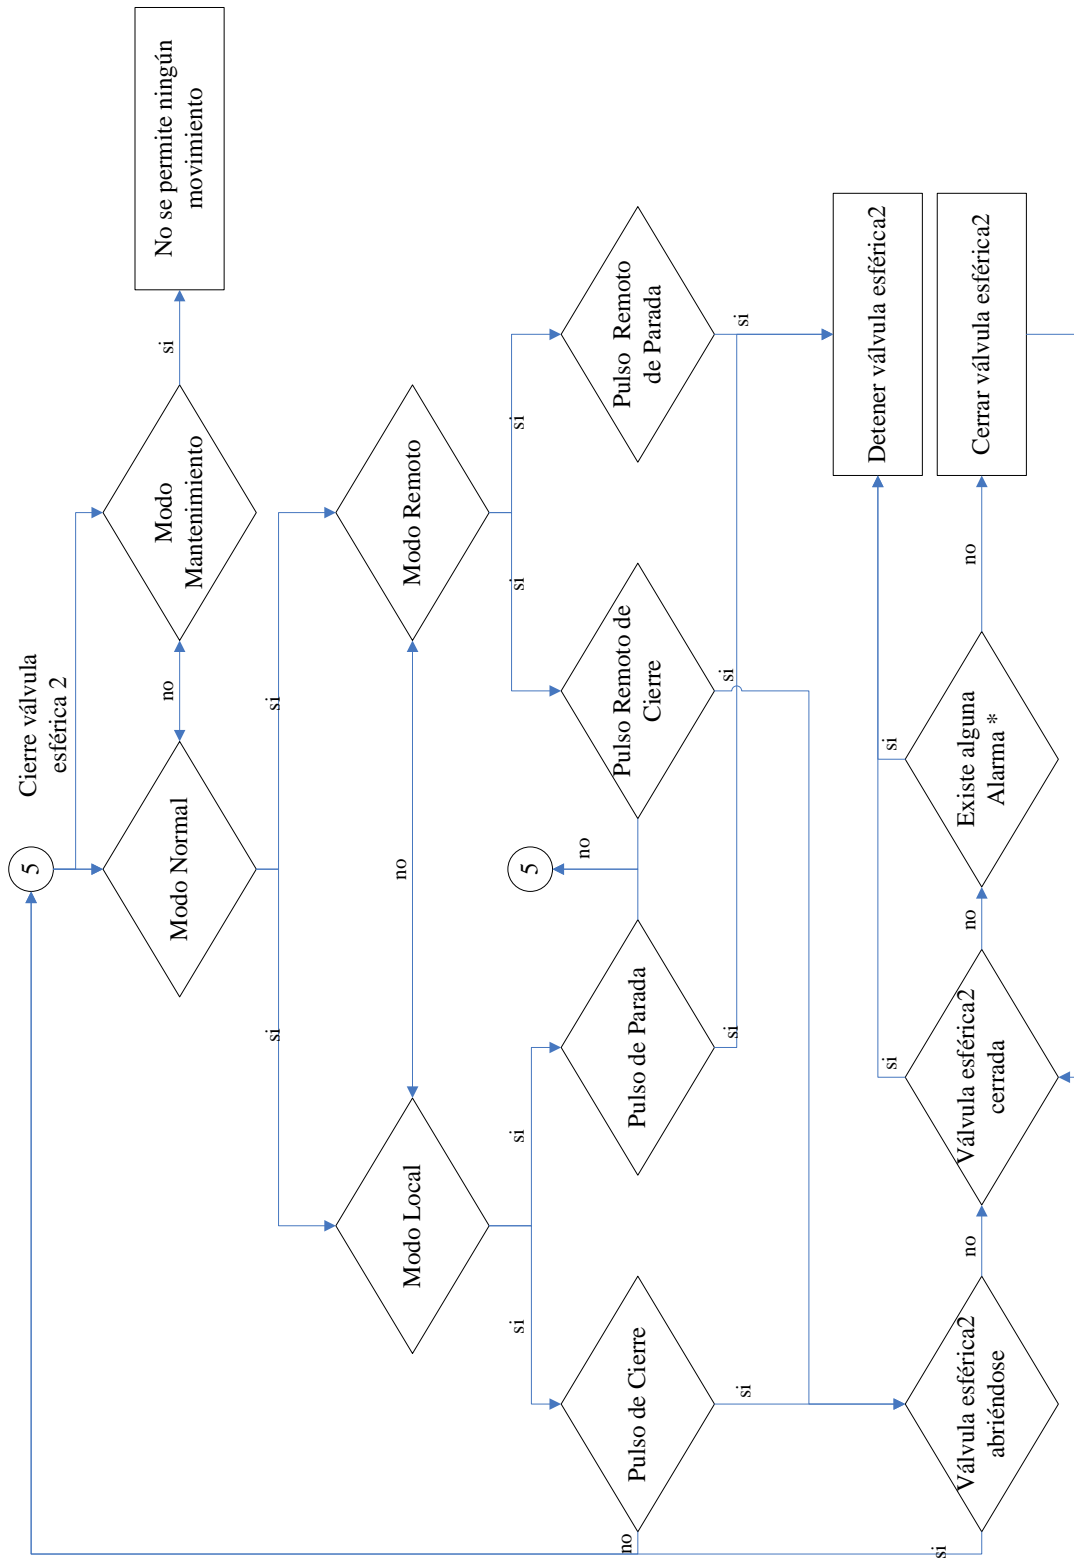 5
Cierre válvula
esférica 2
Modo Normal
no
Modo
Mantenimiento
si
No se permite ningún
movimiento
si
si
Modo Local
no
Modo Remoto
si
si
si
si
Pulso de Cierre
Pulso de Parada
no
5
Pulso Remoto de
Cierre
Pulso Remoto
de Parada
no
si
si
si
si
Válvula esférica2
abriéndose
si
no
Válvula esférica2
cerrada
si
no
Existe alguna
Alarma *
si
no
Detener válvula esférica2
Cerrar válvula esférica2